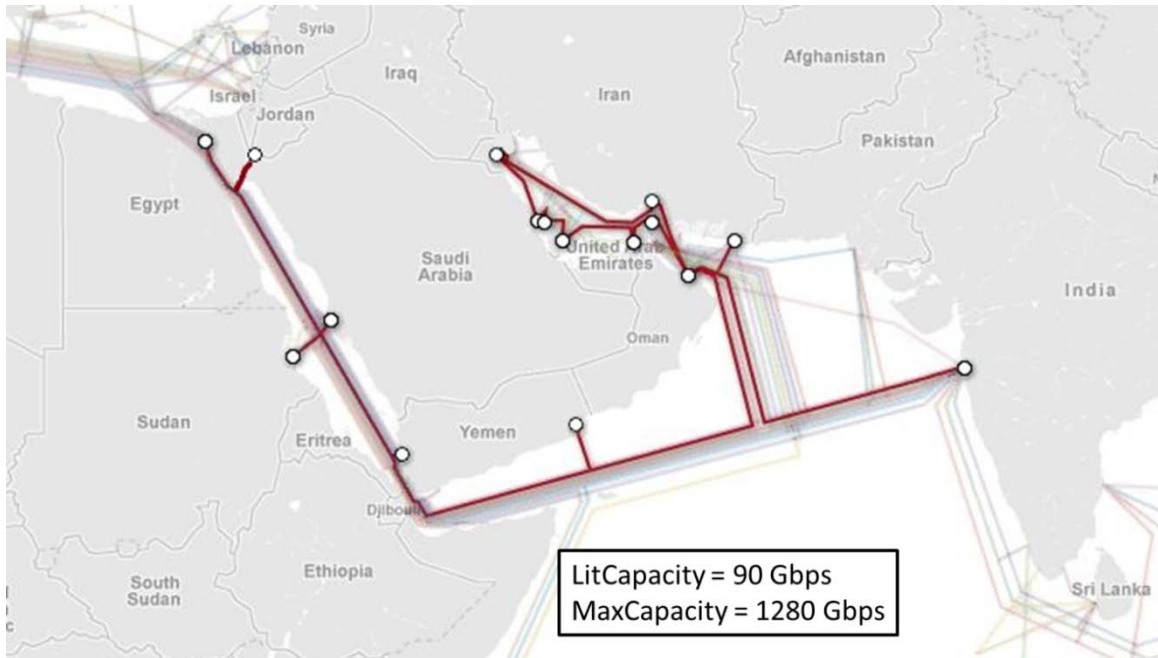 Syria
Lebanon
Afghanistan
Iraq
Iran
Israel
Jordan
Pakistan
Egypt
Saudi
Arabia
United Arab
Emirates
India
Oman
Sudan
Yemen
Eritrea
Djibouti
Ethiopia
South
Sudan
Sri Lanka
LitCapacity = 90 Gbps
MaxCapacity = 1280 Gbps